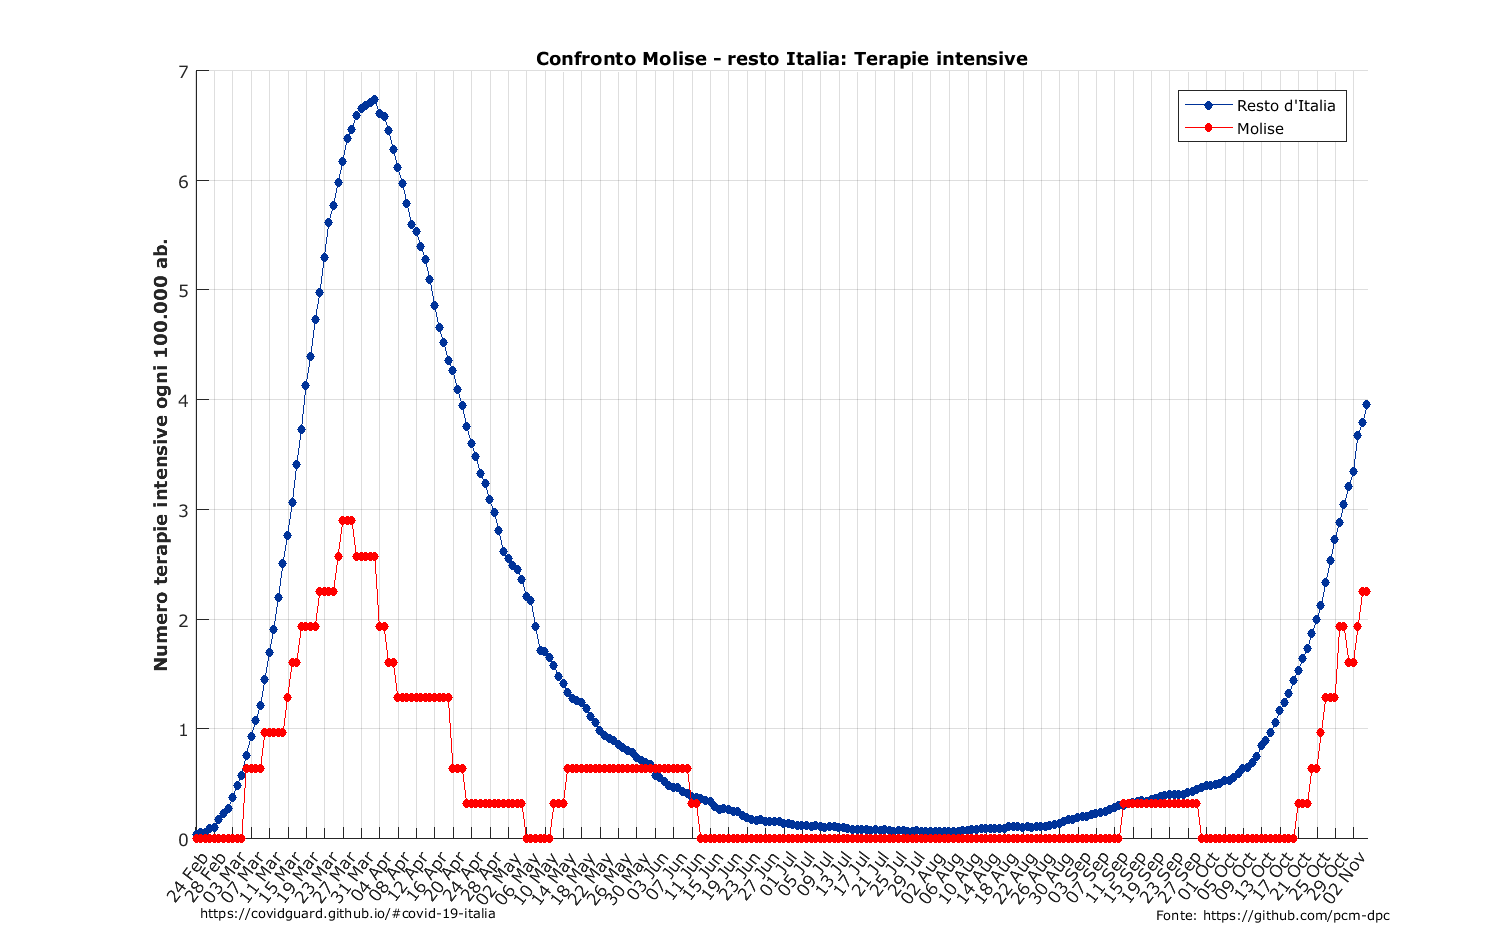 Confronto Molise - resto Italia: Terapie intensive
Resto d'Italia
Molise
Numero terapie intensive ogni 100.000 ab.
7
6
5
4
3
2
1
0
24 Feb
28 Feb
03 Mar
07 Mar
11 Mar
15 Mar
19 Mar
23 Mar
27 Mar
31 Mar
04 Apr
08 Apr
12 Apr
16 Apr
20 Apr
24 Apr
28 Apr
02 May
06 May
10 May
14 May
18 May
22 May
26 May
30 May
03 Jun
07 Jun
11 Jun
15 Jun
19 Jun
23 Jun
27 Jun
01 Jul
05 Jul
09 Jul
13 Jul
17 Jul
21 Jul
25 Jul
29 Jul
02 Aug
06 Aug
10 Aug
14 Aug
18 Aug
22 Aug
26 Aug
30 Aug
03 Sep
07 Sep
11 Sep
15 Sep
19 Sep
23 Sep
27 Sep
01 Oct
05 Oct
09 Oct
13 Oct
17 Oct
21 Oct
25 Oct
29 Oct
02 Nov
https://covidguard.github.io/#covid-19-italia
Fonte: https://github.com/pcm-dpc